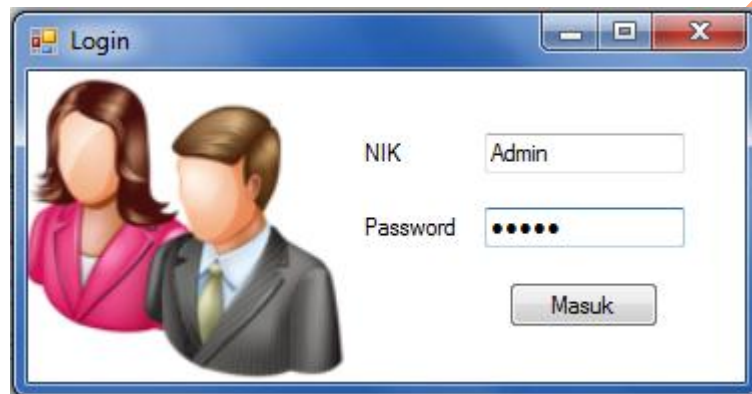 Login
NIK Admin
Password •••••
Masuk